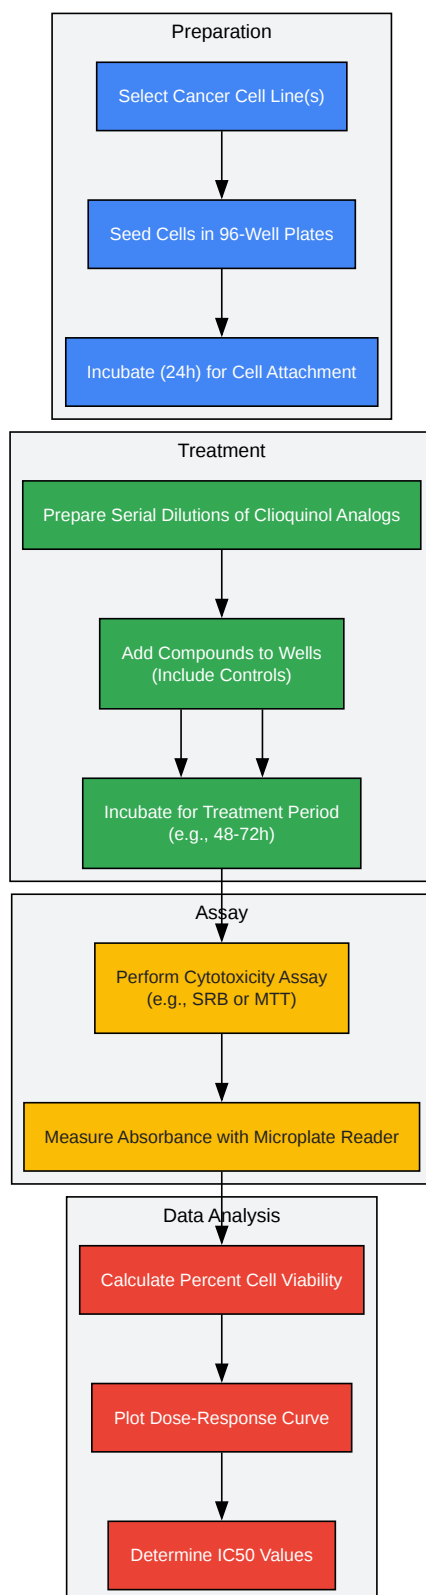 Preparation
Select Cancer Cell Line(s)
Seed Cells in 96-Well Plates
Incubate (24h) for Cell Attachment
Treatment
Prepare Serial Dilutions of Clioquinol Analogs
Add Compounds to Wells
(Include Controls)
Incubate for Treatment Period
(e.g., 48-72h)
Assay
Perform Cytotoxicity Assay
(e.g., SRB or MTT)
Measure Absorbance with Microplate Reader
Data Analysis
Calculate Percent Cell Viability
Plot Dose-Response Curve
Determine IC50 Values